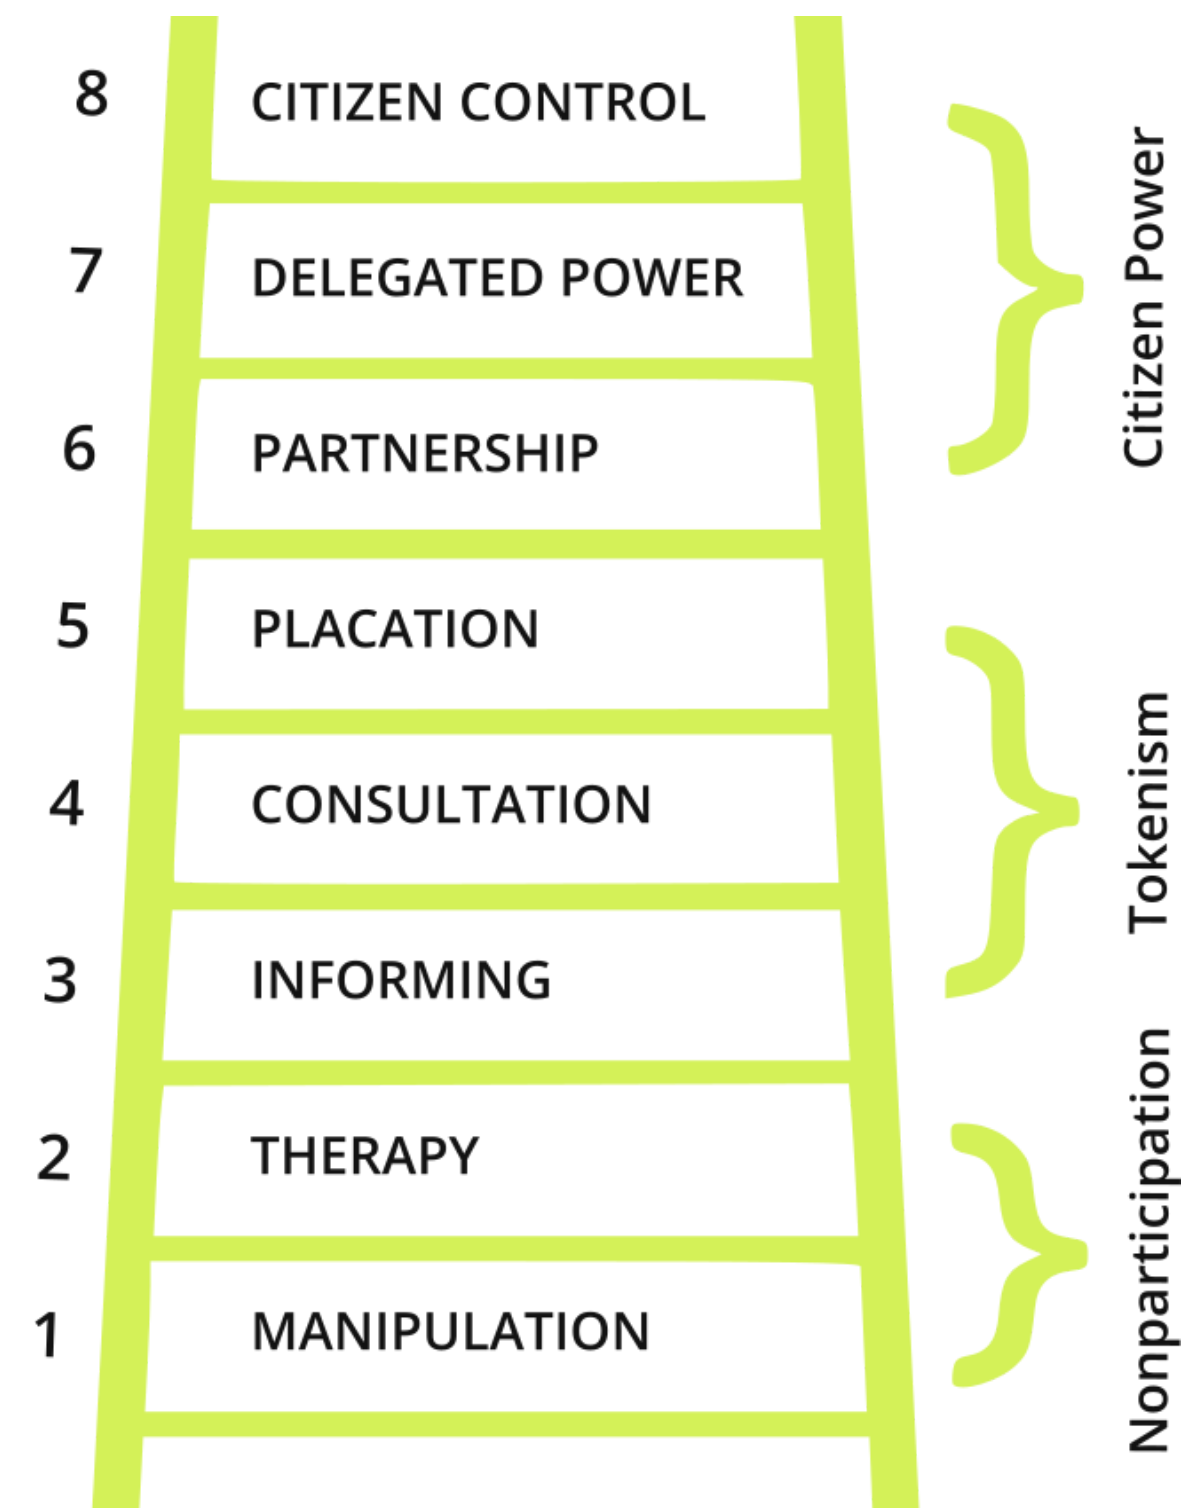 8 CITIZEN CONTROL
7 DELEGATED POWER
6 PARTNERSHIP
Citizen Power
5 PLACATION
4 CONSULTATION
3 INFORMING
Tokenism
2 THERAPY
1 MANIPULATION
Nonparticipation